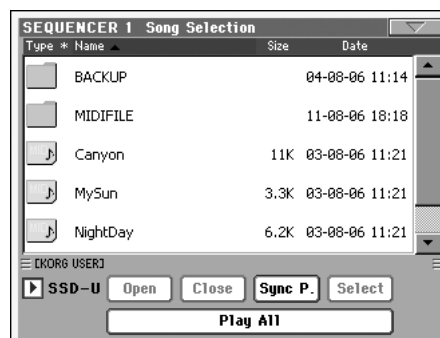 SEQUENCER 1 Song Selection
Type * Name Size Date
BACKUP 04-08-06 11:14
MIDIFILE 11-08-06 18:18
Canyon 11K 03-08-06 11:21
MySun 3.3K 03-08-06 11:21
NightDay 6.2K 03-08-06 11:21
[KORG USER]
SSD-U Open Close Sync P. Select
Play All